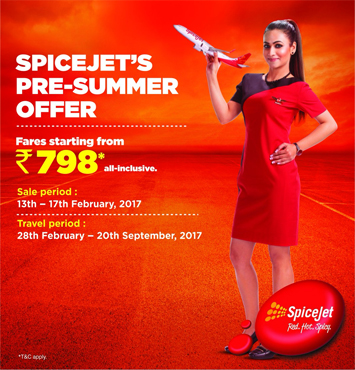 SPICEJET'S
PRE-SUMMER
OFFER
Fares starting from
₹798* all-inclusive.
Sale period :
13th – 17th February, 2017
Travel period :
28th February – 20th September, 2017
SpiceJet
Red. Hot. Spicy.
*T&C apply